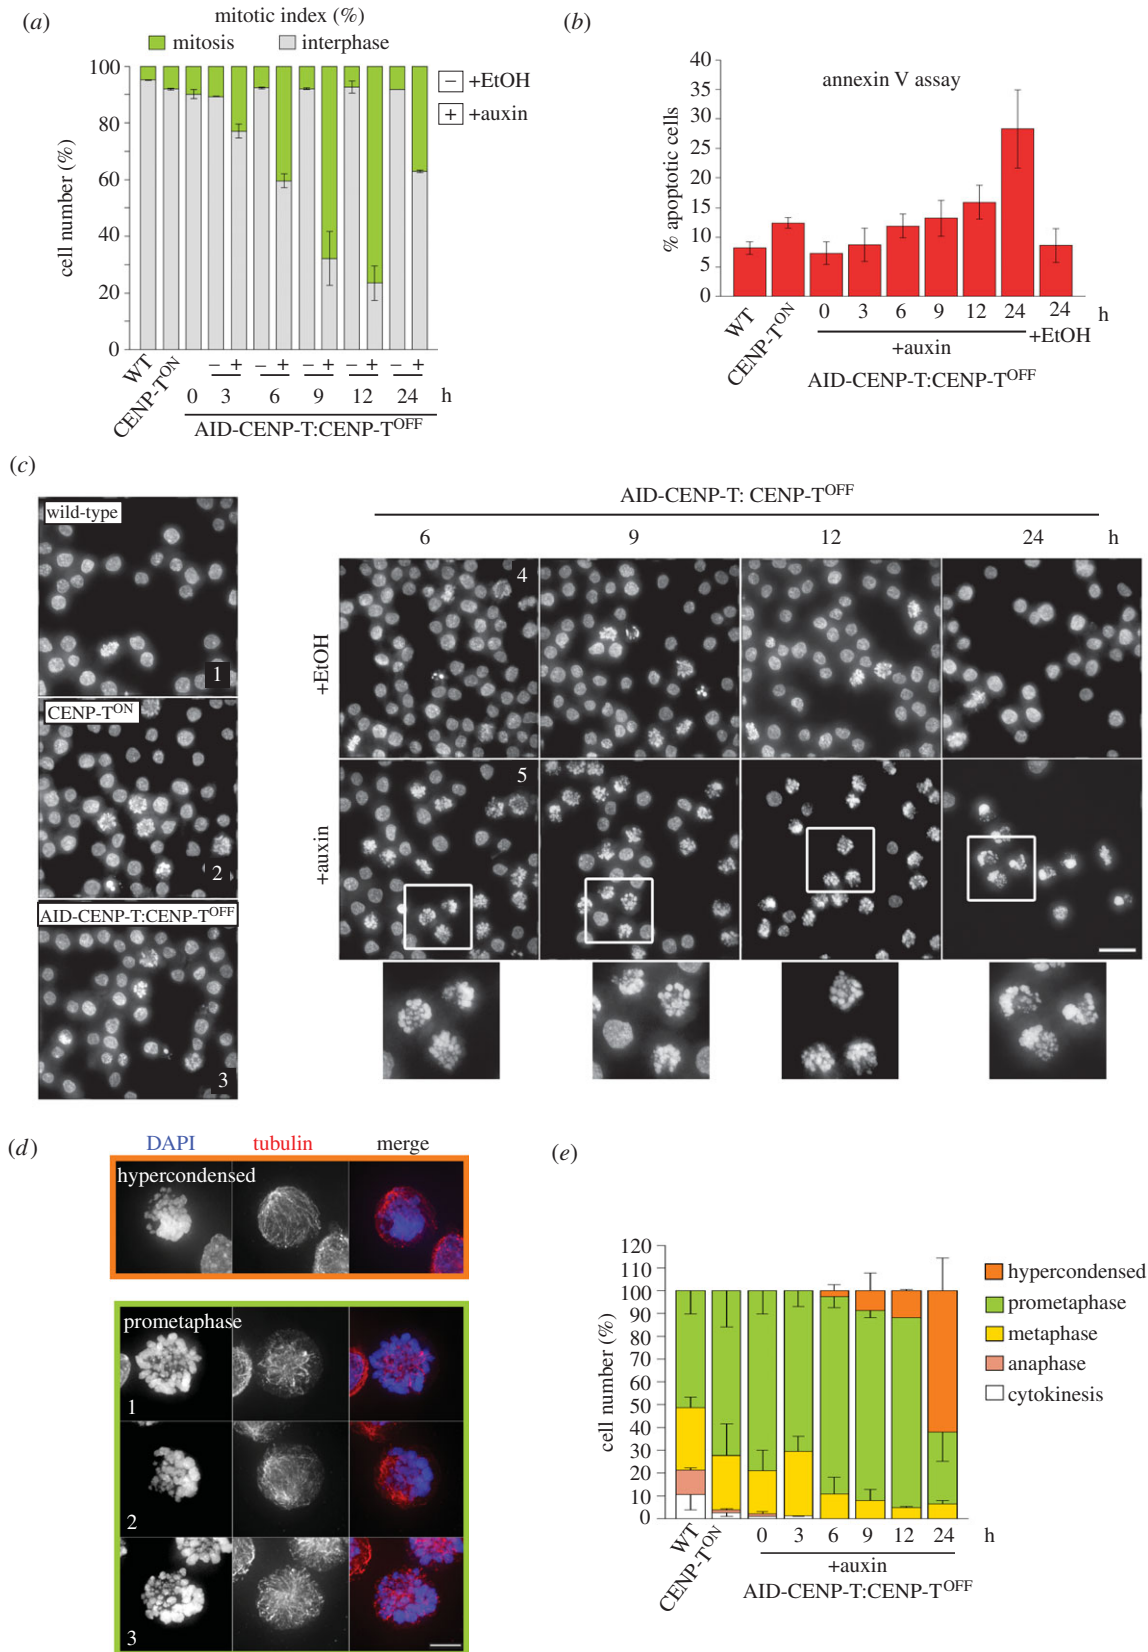 (a)
mitotic index (%)
mitosis interphase
– +EtOH
+ +auxin
cell number (%)
100
80
60
40
20
0
– + – + – + – + – +
WT CENP-TON 0 3 6 9 12 24 h
AID-CENP-T:CENP-TOFF
(b)
annexin V assay
% apoptotic cells
40
35
30
25
20
15
10
5
0
WT CENP-TON 0 3 6 9 12 24 24 h
+auxin +EtOH
AID-CENP-T:CENP-TOFF
(c)
wild-type
1
CENP-TON
2
AID-CENP-T:CENP-TOFF
3
AID-CENP-T: CENP-TOFF
6 9 12 24 h
+EtOH
4
+auxin
5
(d)
DAPI tubulin merge
hypercondensed
prometaphase
1
2
3
(e)
cell number (%)
120
110
100
90
80
70
60
50
40
30
20
10
0
hypercondensed
prometaphase
metaphase
anaphase
cytokinesis
WT CENP-TON 0 3 6 9 12 24 h
+auxin
AID-CENP-T:CENP-TOFF